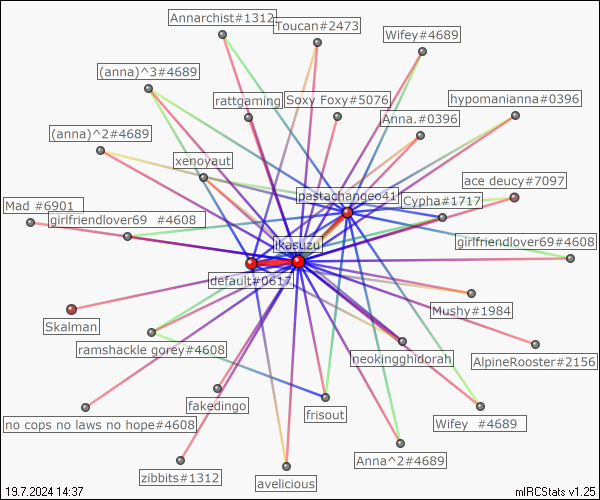 Annarchist#1312
Toucan#2473
Wifey#4689
(anna)^3#4689
rattgaming
Soxy Foxy#5076
hypomanianna#0396
Anna.#0396
(anna)^2#4689
xenoyaut
ace deucy#7097
pastachangeo41
Cypha#1717
Mad #6901
girlfriendlover69 #4608
ikasuzu
girlfriendlover69#4608
default#0617
Mushy#1984
Skalman
ramshackle gorey#4608
neokingghidorah
AlpineRooster#2156
no cops no laws no hope#4608
fakedingo
frisout
Wifey #4689
Anna^2#4689
zibbits#1312
avelicious
19.7.2024 14:37
mIRCStats v1.25